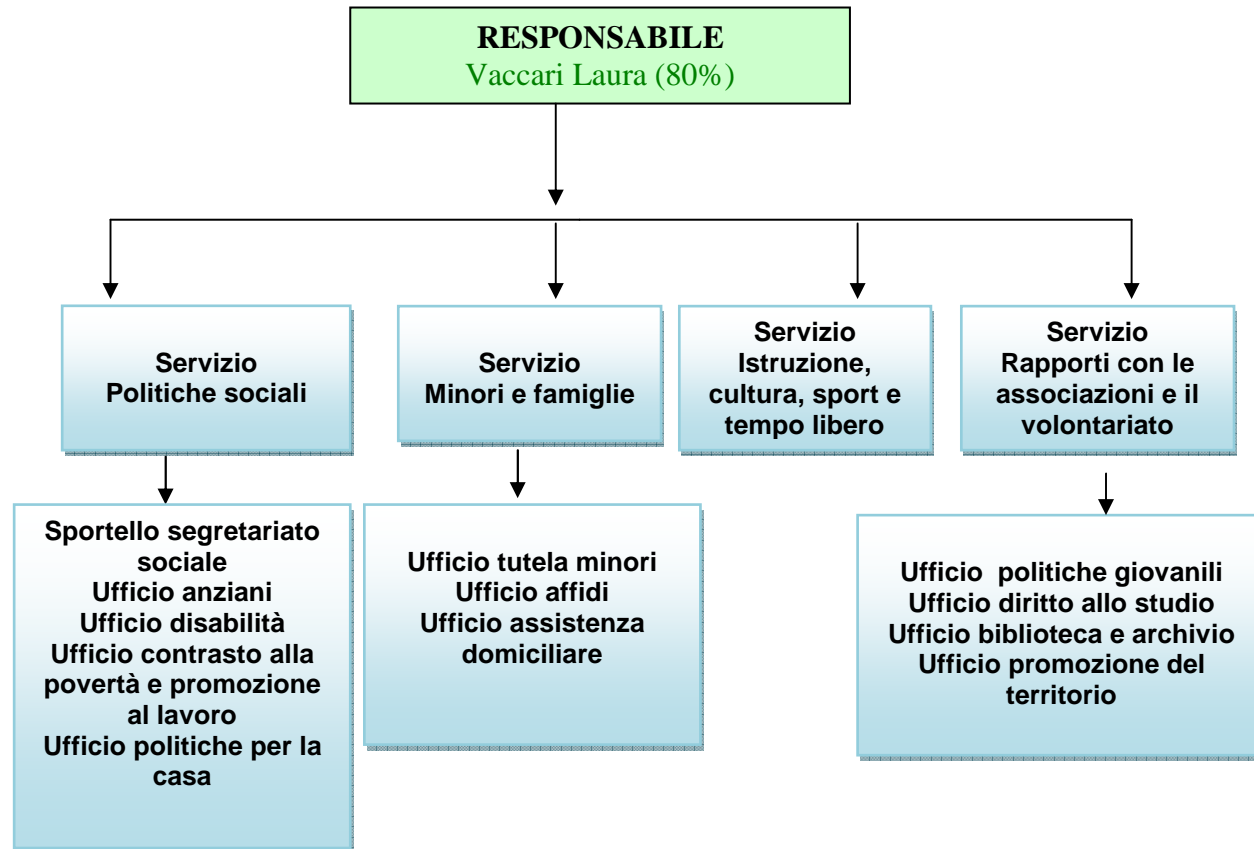 RESPONSABILE
Vaccari Laura (80%)
Servizio
Politiche sociali
Servizio
Minori e famiglie
Servizio
Istruzione,
cultura, sport e
tempo libero
Servizio
Rapporti con le
associazioni e il
volontariato
Sportello segretariato
sociale
Ufficio anziani
Ufficio disabilità
Ufficio contrasto alla
povertà e promozione
al lavoro
Ufficio politiche per la
casa
Ufficio tutela minori
Ufficio affidi
Ufficio assistenza
domiciliare
Ufficio  politiche giovanili
Ufficio diritto allo studio
Ufficio biblioteca e archivio
Ufficio promozione del
territorio